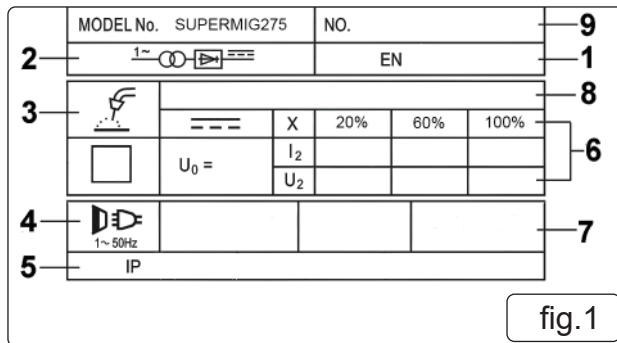 MODEL No. SUPERMIG275 NO. 9
2 1~ EN 1
3 8
X 20% 60% 100%
U0 = I2 6
U2
4 1~ 50Hz 7
5 IP
fig.1